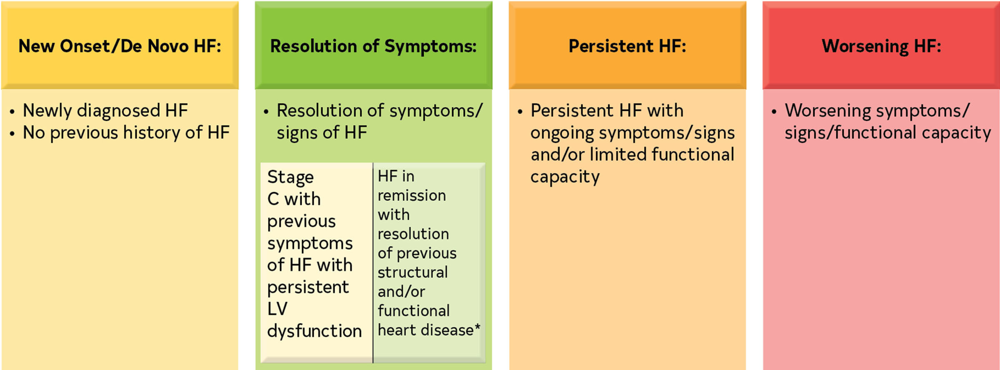 New Onset/De Novo HF:
• Newly diagnosed HF
• No previous history of HF
Resolution of Symptoms:
• Resolution of symptoms/
signs of HF
Stage
C with
previous
symptoms
of HF with
persistent
LV
dysfunction
HF in
remission
with
resolution
of previous
structural
and/or
functional
heart disease*
Persistent HF:
• Persistent HF with
ongoing symptoms/signs
and/or limited functional
capacity
Worsening HF:
• Worsening symptoms/
signs/functional capacity